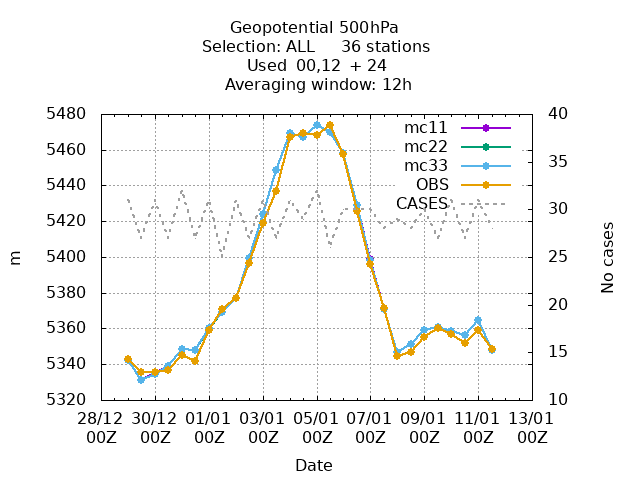 Geopotential 500hPa
Selection: ALL 36 stations
Used 00,12 + 24
Averaging window: 12h
5480
5460
5440
5420
5400
5380
5360
5340
5320
m
40
35
30
25
20
15
10
No cases
mc11
mc22
mc33
OBS
CASES
28/12 30/12 01/01 03/01 05/01 07/01 09/01 11/01 13/01
00Z 00Z 00Z 00Z 00Z 00Z 00Z 00Z 00Z
Date